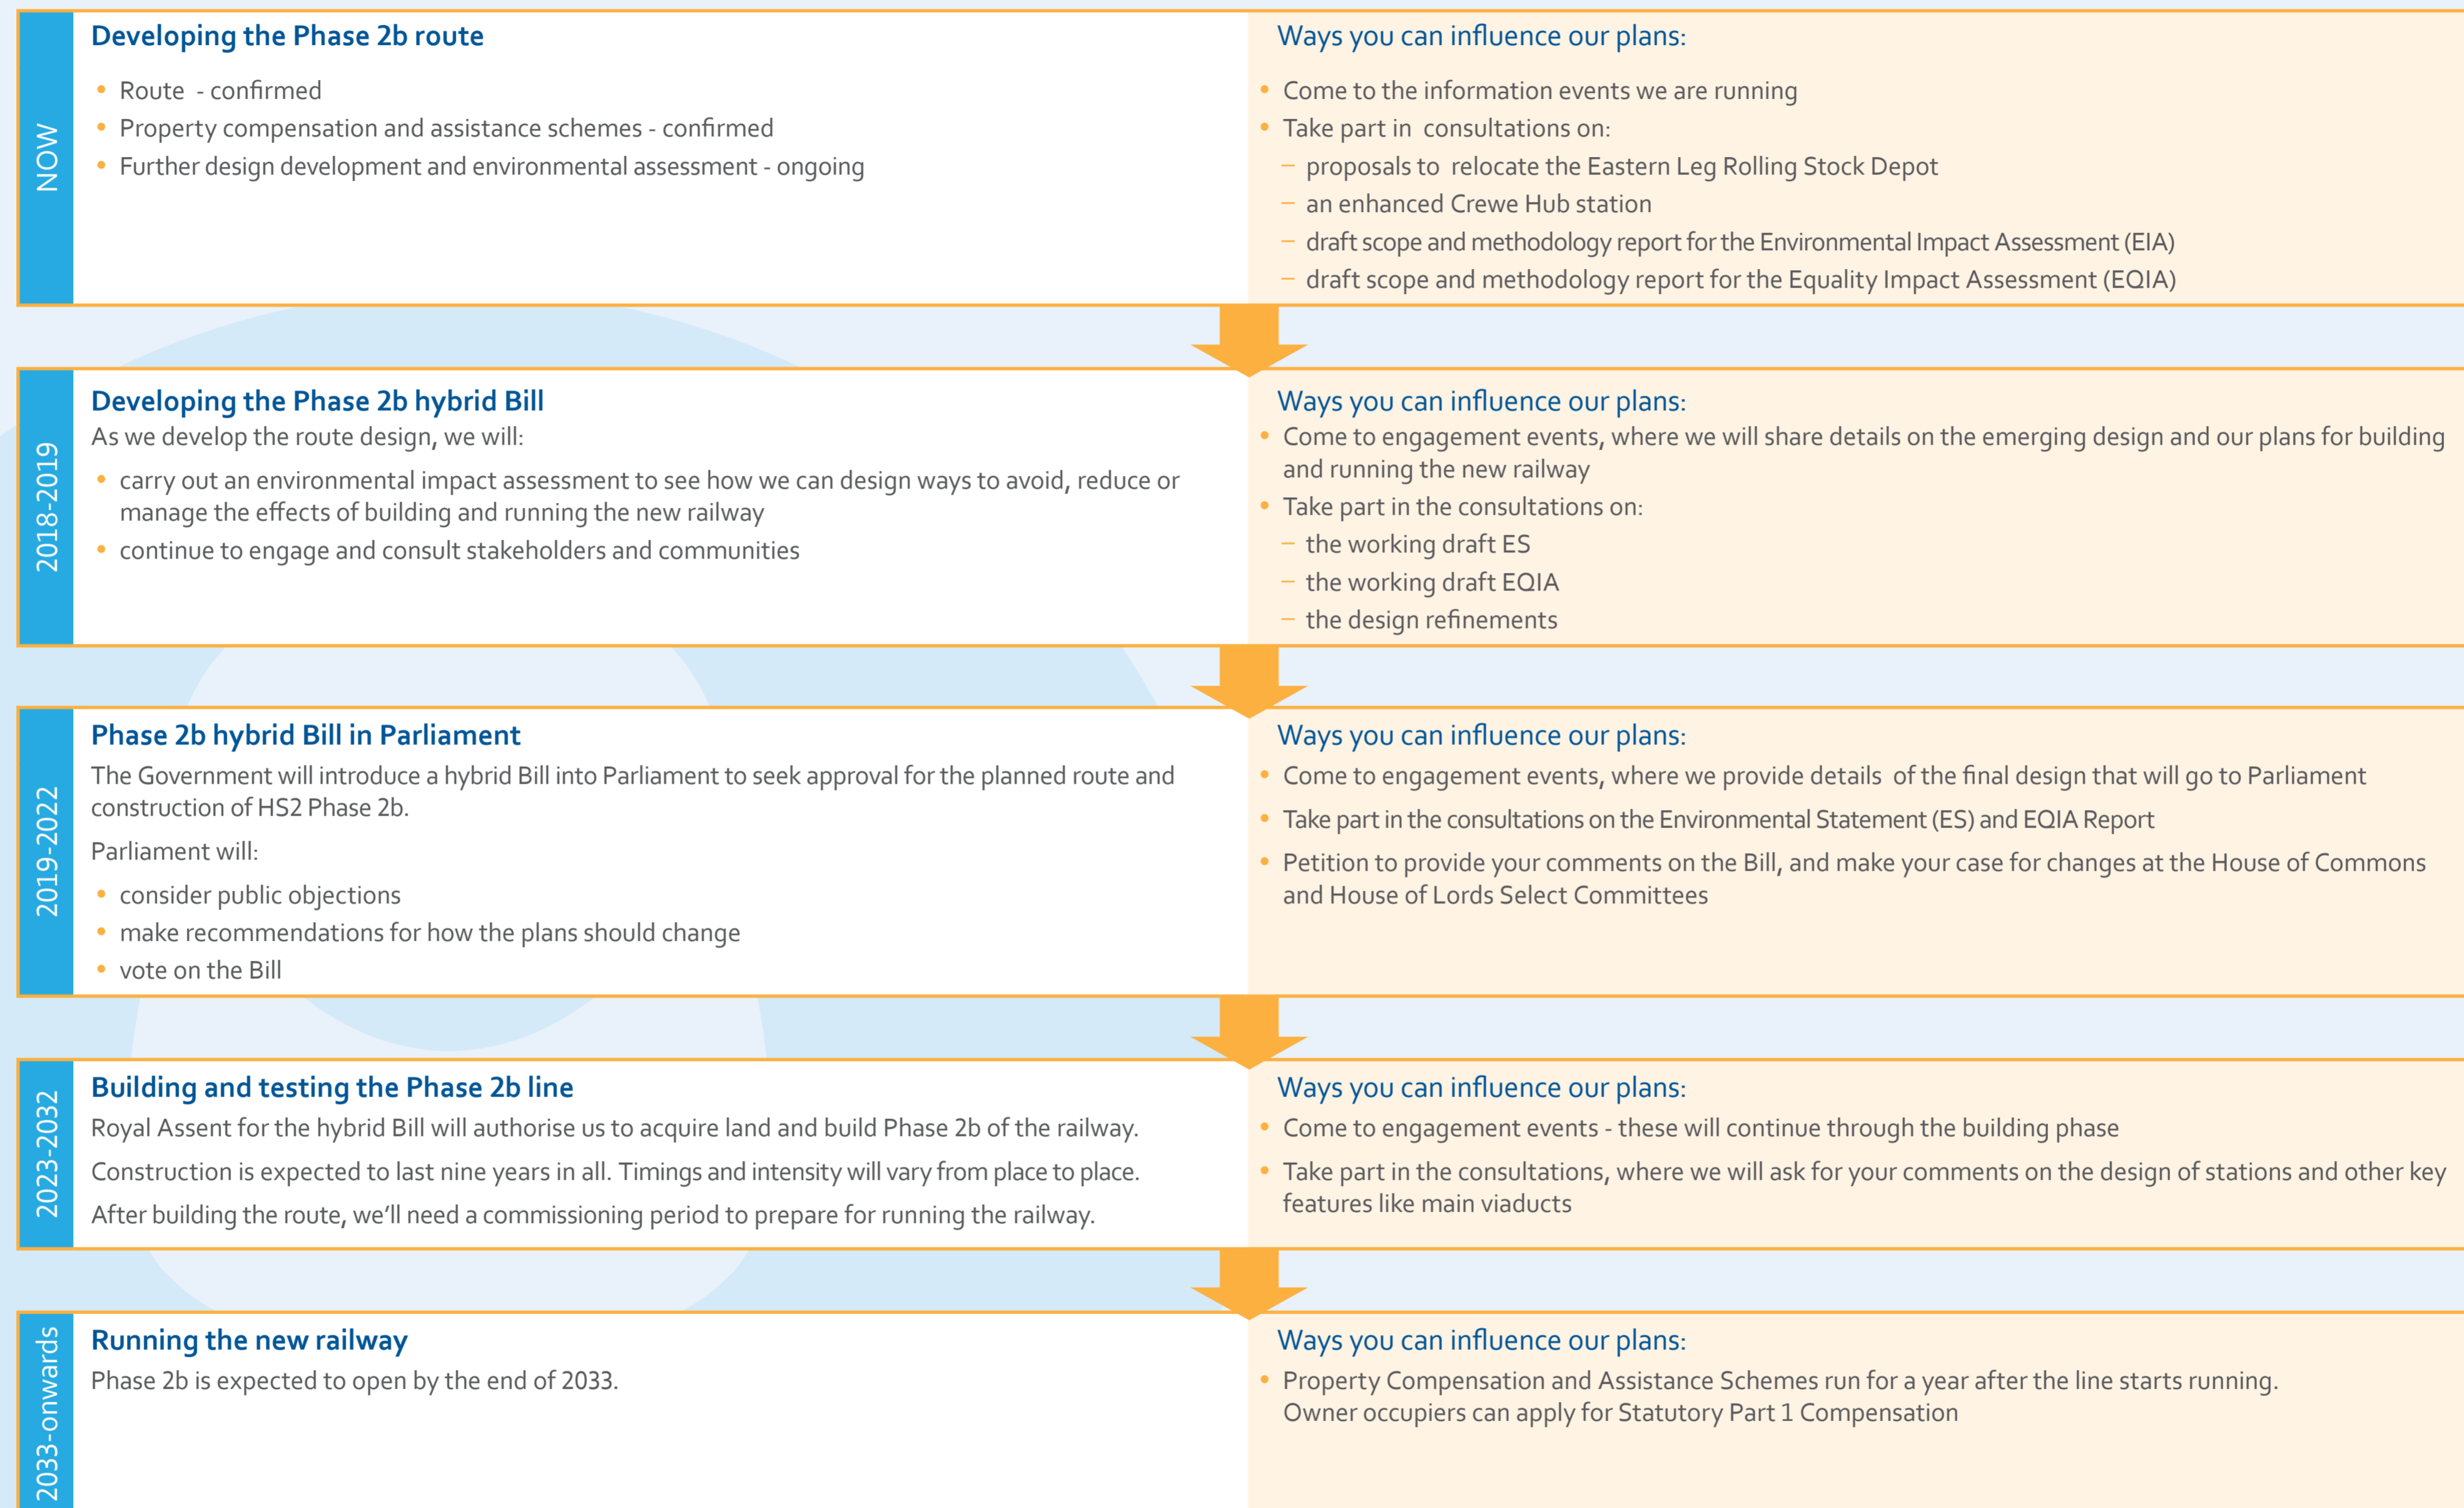 NOW
Developing the Phase 2b route
• Route - confirmed
• Property compensation and assistance schemes - confirmed
• Further design development and environmental assessment - ongoing
Ways you can influence our plans:
• Come to the information events we are running
• Take part in consultations on:
– proposals to relocate the Eastern Leg Rolling Stock Depot
– an enhanced Crewe Hub station
– draft scope and methodology report for the Environmental Impact Assessment (EIA)
– draft scope and methodology report for the Equality Impact Assessment (EQIA)
2018-2019
Developing the Phase 2b hybrid Bill
As we develop the route design, we will:
• carry out an environmental impact assessment to see how we can design ways to avoid, reduce or
manage the effects of building and running the new railway
• continue to engage and consult stakeholders and communities
Ways you can influence our plans:
• Come to engagement events, where we will share details on the emerging design and our plans for building
and running the new railway
• Take part in the consultations on:
– the working draft ES
– the working draft EQIA
– the design refinements
2019-2022
Phase 2b hybrid Bill in Parliament
The Government will introduce a hybrid Bill into Parliament to seek approval for the planned route and
construction of HS2 Phase 2b.
Parliament will:
• consider public objections
• make recommendations for how the plans should change
• vote on the Bill
Ways you can influence our plans:
• Come to engagement events, where we provide details of the final design that will go to Parliament
• Take part in the consultations on the Environmental Statement (ES) and EQIA Report
• Petition to provide your comments on the Bill, and make your case for changes at the House of Commons
and House of Lords Select Committees
2023-2032
Building and testing the Phase 2b line
Royal Assent for the hybrid Bill will authorise us to acquire land and build Phase 2b of the railway.
Construction is expected to last nine years in all. Timings and intensity will vary from place to place.
After building the route, we'll need a commissioning period to prepare for running the railway.
Ways you can influence our plans:
• Come to engagement events - these will continue through the building phase
• Take part in the consultations, where we will ask for your comments on the design of stations and other key
features like main viaducts
2033-onwards
Running the new railway
Phase 2b is expected to open by the end of 2033.
Ways you can influence our plans:
• Property Compensation and Assistance Schemes run for a year after the line starts running.
Owner occupiers can apply for Statutory Part 1 Compensation